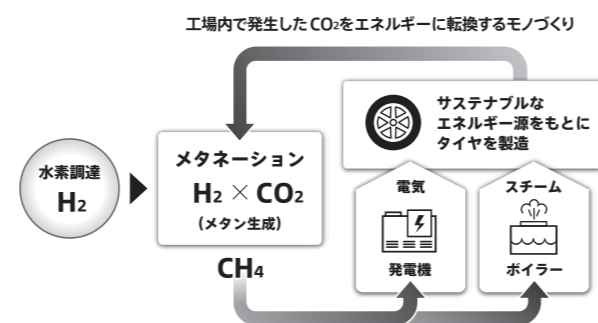 工場内で発生したCO₂をエネルギーに転換するモノづくり
サステナブルな
エネルギー源をもとに
タイヤを製造
水素調達
H₂
メタネーション
H₂ × CO₂
(メタン生成)
CH₄
電気
発電機
スチーム
ボイラー